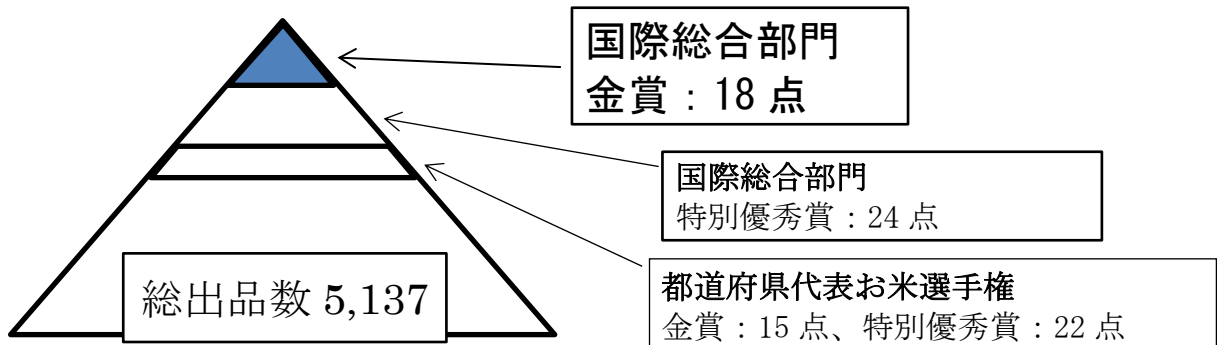 国際総合部門
金賞：18 点
国際総合部門
特別優秀賞：24 点
都道府県代表お米選手権
金賞：15 点、特別優秀賞：22 点
総出品数 5,137